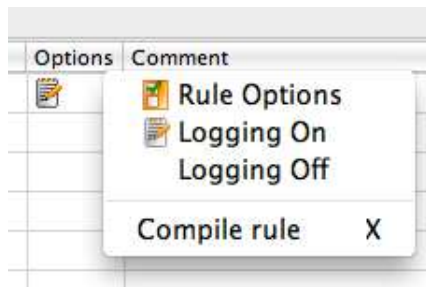 Options Comment
Rule Options
Logging On
Logging Off
Compile rule X